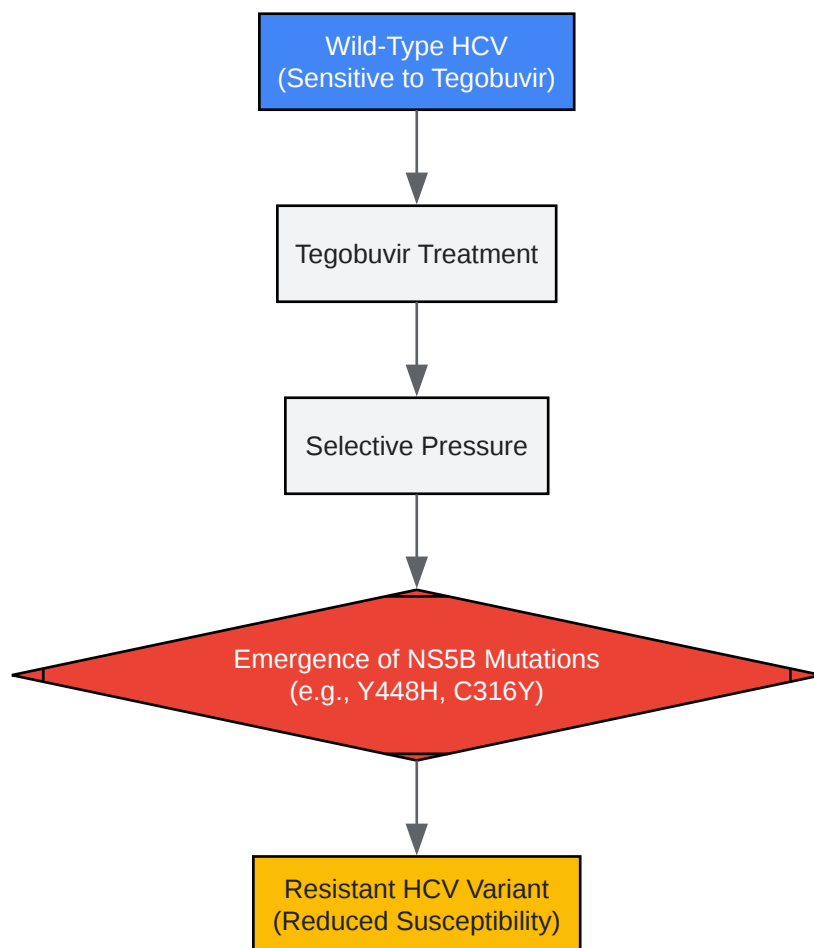 Wild-Type HCV
(Sensitive to Tegobuvir)
Tegobuvir Treatment
Selective Pressure
Emergence of NS5B Mutations
(e.g., Y448H, C316Y)
Resistant HCV Variant
(Reduced Susceptibility)